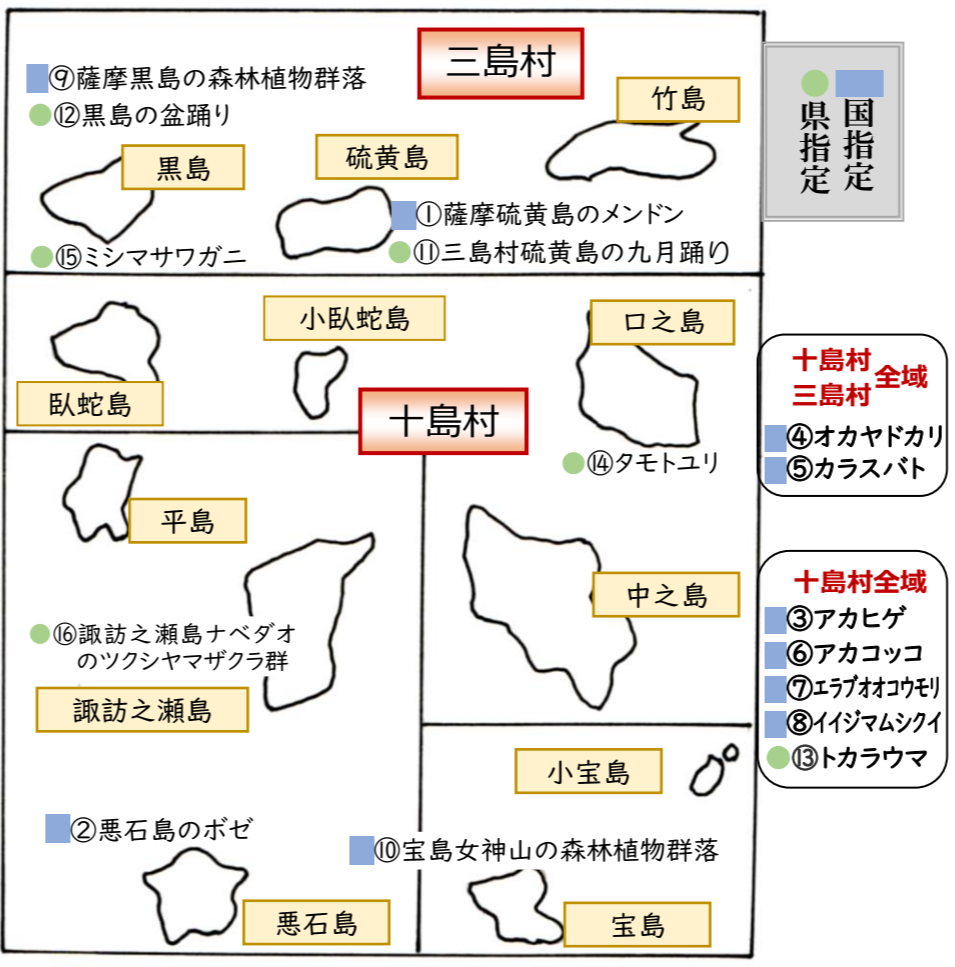 三島村
⑨薩摩黒島の森林植物群落
⑫黒島の盆踊り
竹島
硫黄島
黒島
①薩摩硫黄島のメンドン
⑪三島村硫黄島の九月踊り
⑮ミシマサワガニ
国指定
県指定
小臥蛇島
口之島
臥蛇島
十島村
⑭タモトユリ
平島
中之島
⑯諏訪之瀬島ナベダオ
のツクシヤマザクラ群
諏訪之瀬島
小宝島
②悪石島のボゼ
⑩宝島女神山の森林植物群落
悪石島
宝島
十島村
三島村
全域
④オカヤドカリ
⑤カラスバト
十島村全域
③アカヒゲ
⑥アカコッコ
⑦エラブオオコウモリ
⑧イイジマムシクイ
⑬トカラウマ